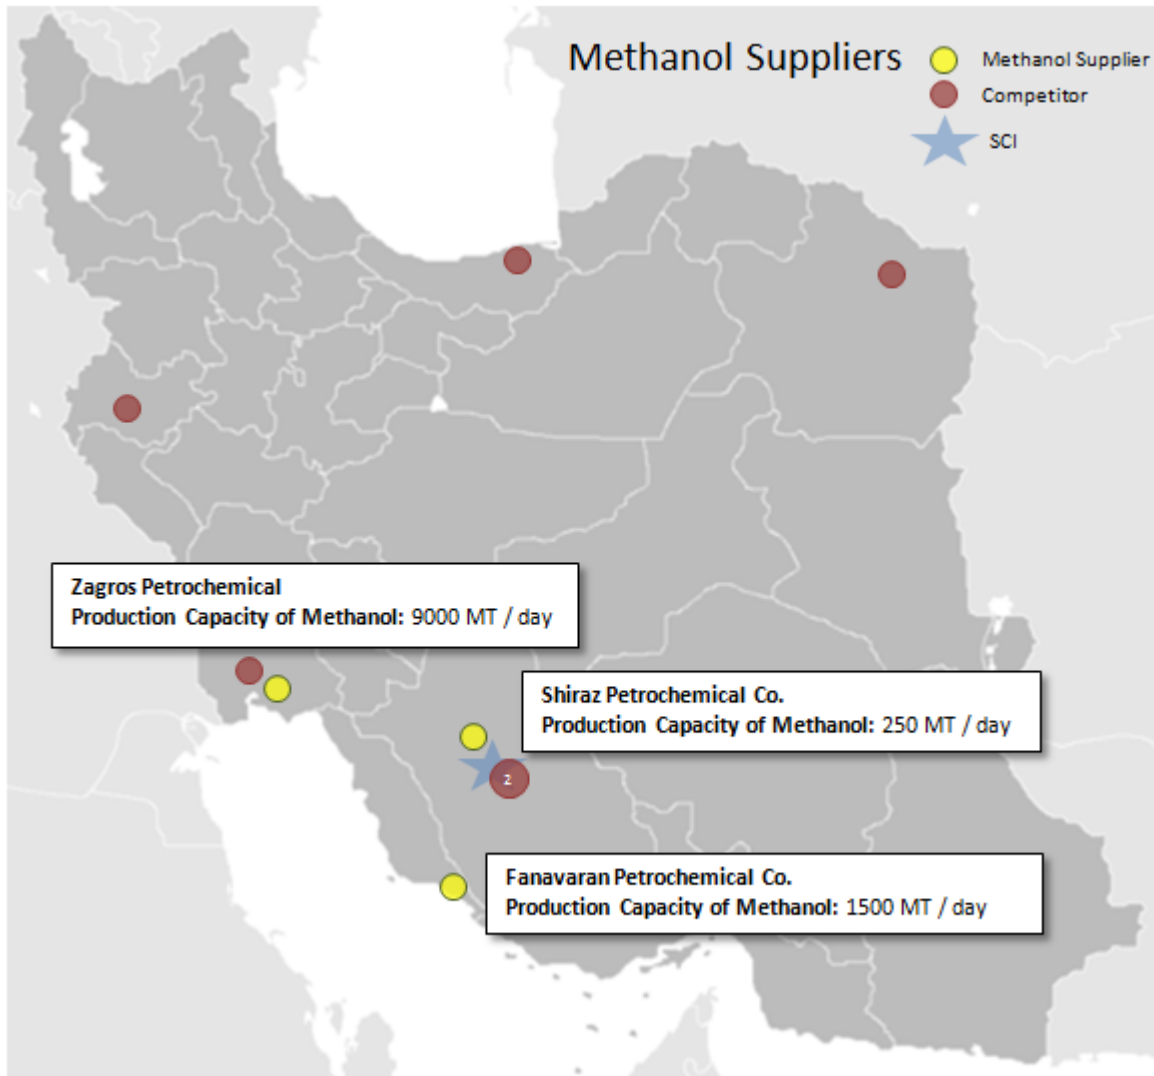 Methanol Suppliers
Methanol Supplier
Competitor
SCI
Zagros Petrochemical
Production Capacity of Methanol: 9000 MT / day
Shiraz Petrochemical Co.
Production Capacity of Methanol: 250 MT / day
2
Fanavaran Petrochemical Co.
Production Capacity of Methanol: 1500 MT / day